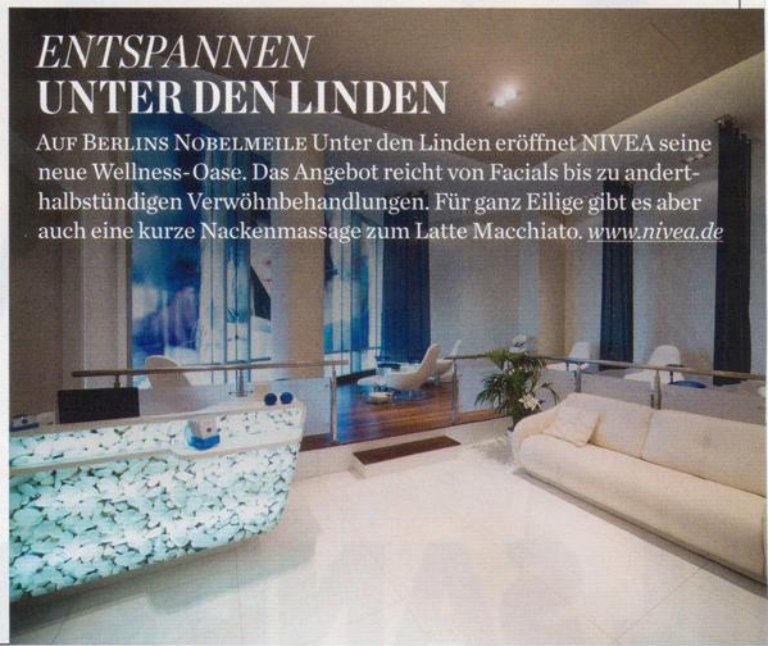 ENTSPANNEN
UNTER DEN LINDEN
AUF BERLINS NOBELMEILE Unter den Linden eröffnet NIVEA seine
neue Wellness-Oase. Das Angebot reicht von Facials bis zu andert-
halbstündigen Verwöhnbehandlungen. Für ganz Eilige gibt es aber
auch eine kurze Nackenmassage zum Latte Macchiato. www.nivea.de